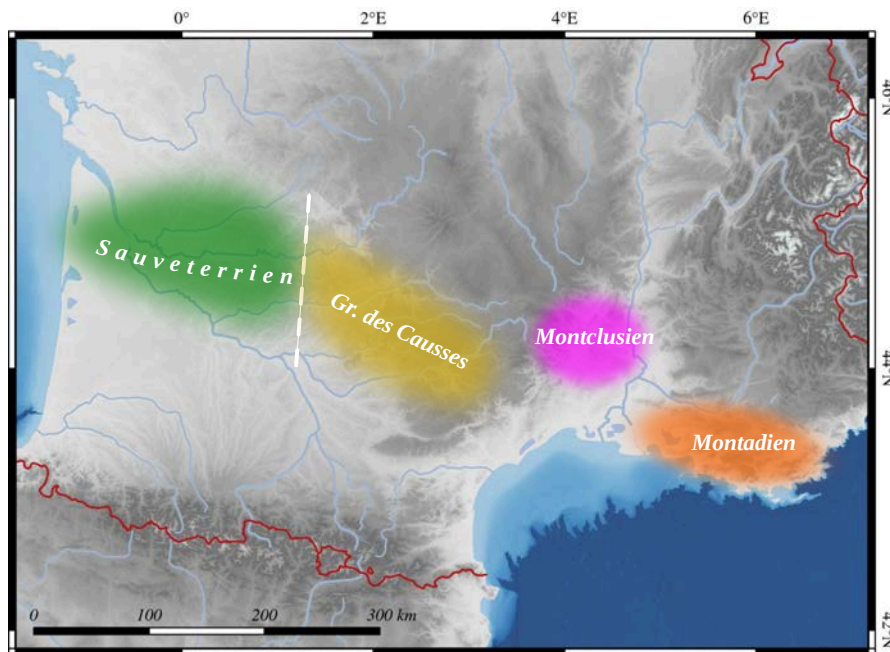 0°
2°E
4°E
6°E
46°N
Sauveterrien
Gr. des Causses
Montclusien
44°N
Montadien
0
100
200
300 km
42°N